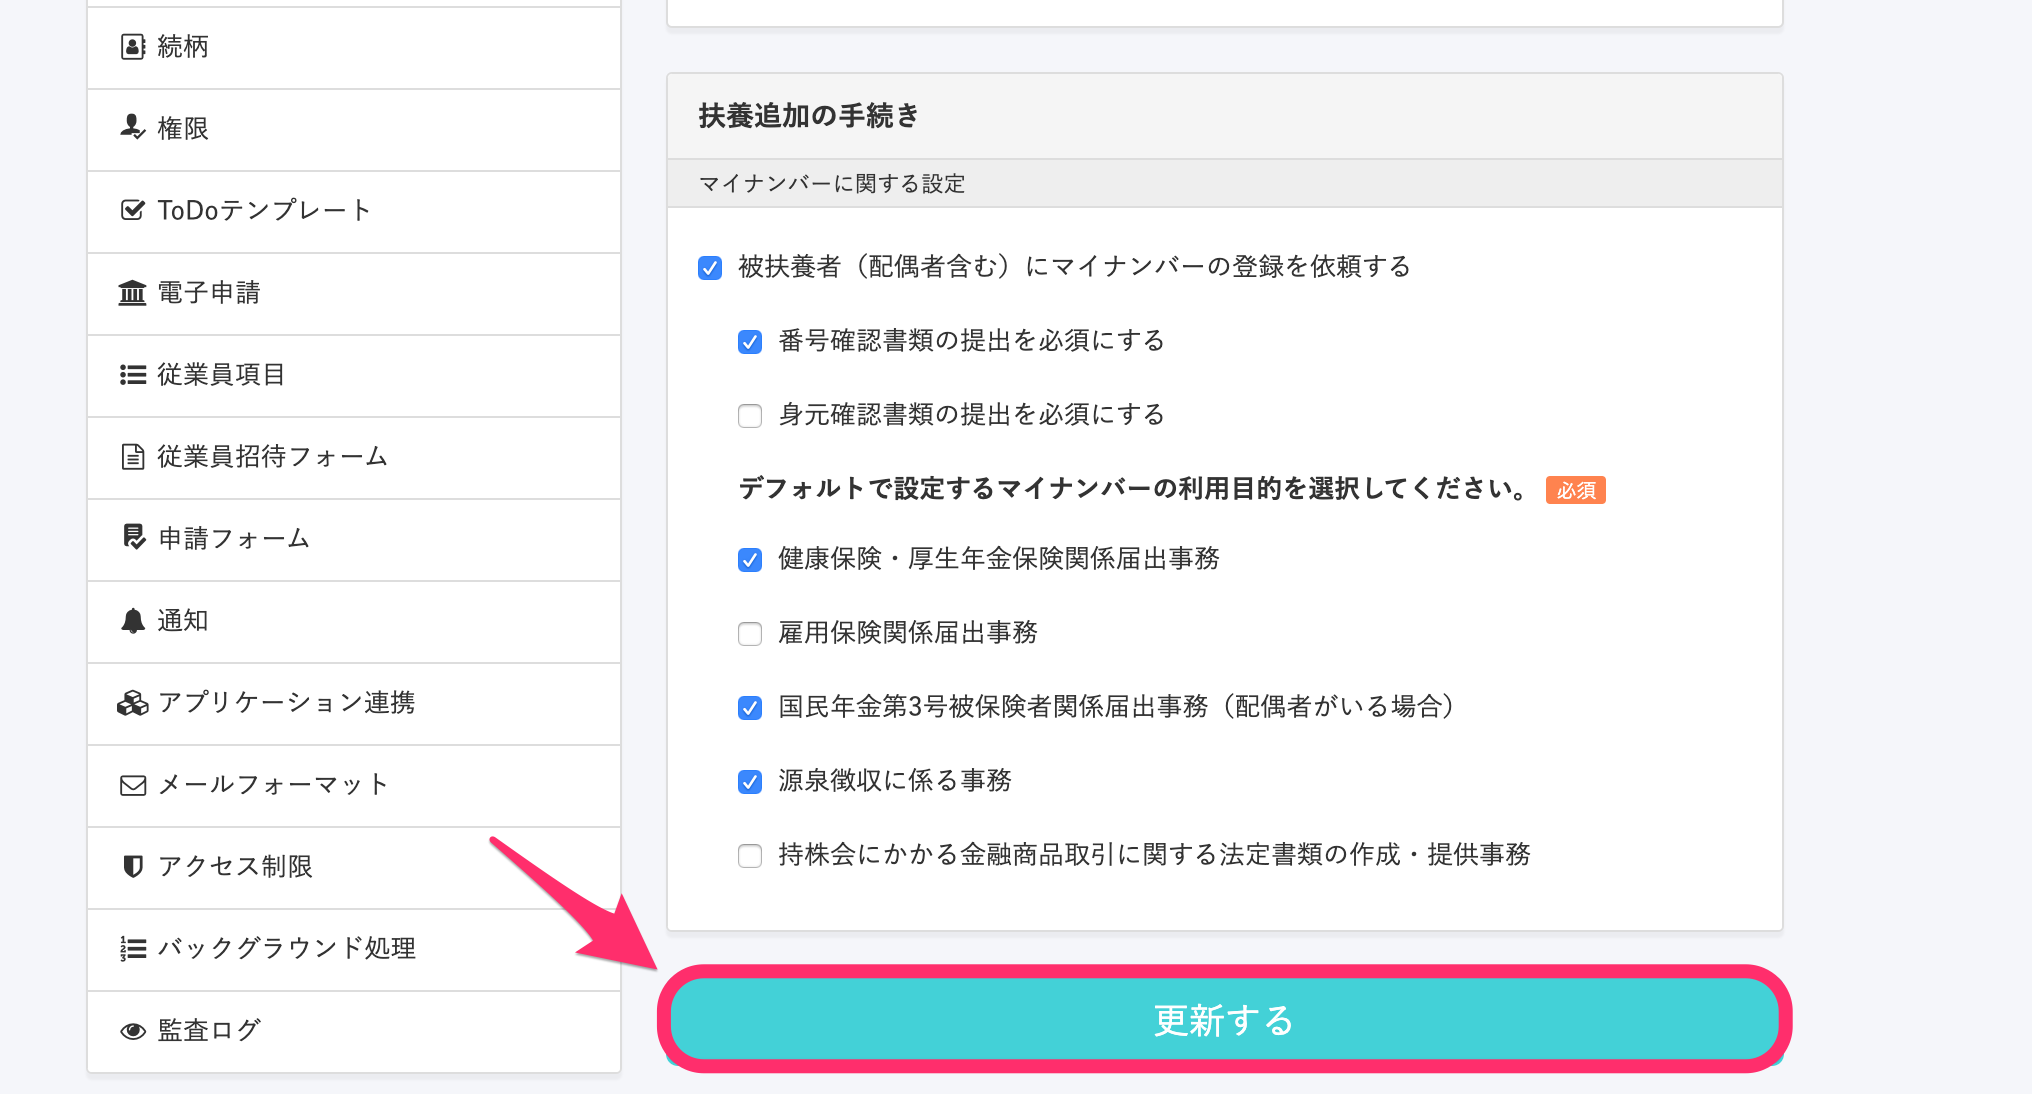 続柄
権限
ToDoテンプレート
電子申請
従業員項目
従業員招待フォーム
申請フォーム
通知
アプリケーション連携
メールフォーマット
アクセス制限
バックグラウンド処理
監査ログ
扶養追加の手続き
マイナンバーに関する設定
被扶養者（配偶者含む）にマイナンバーの登録を依頼する
番号確認書類の提出を必須にする
身元確認書類の提出を必須にする
デフォルトで設定するマイナンバーの利用目的を選択してください。 必須
健康保険・厚生年金保険関係届出事務
雇用保険関係届出事務
国民年金第3号被保険者関係届出事務（配偶者がいる場合）
源泉徴収に係る事務
持株会にかかる金融商品取引に関する法定書類の作成・提供事務
更新する